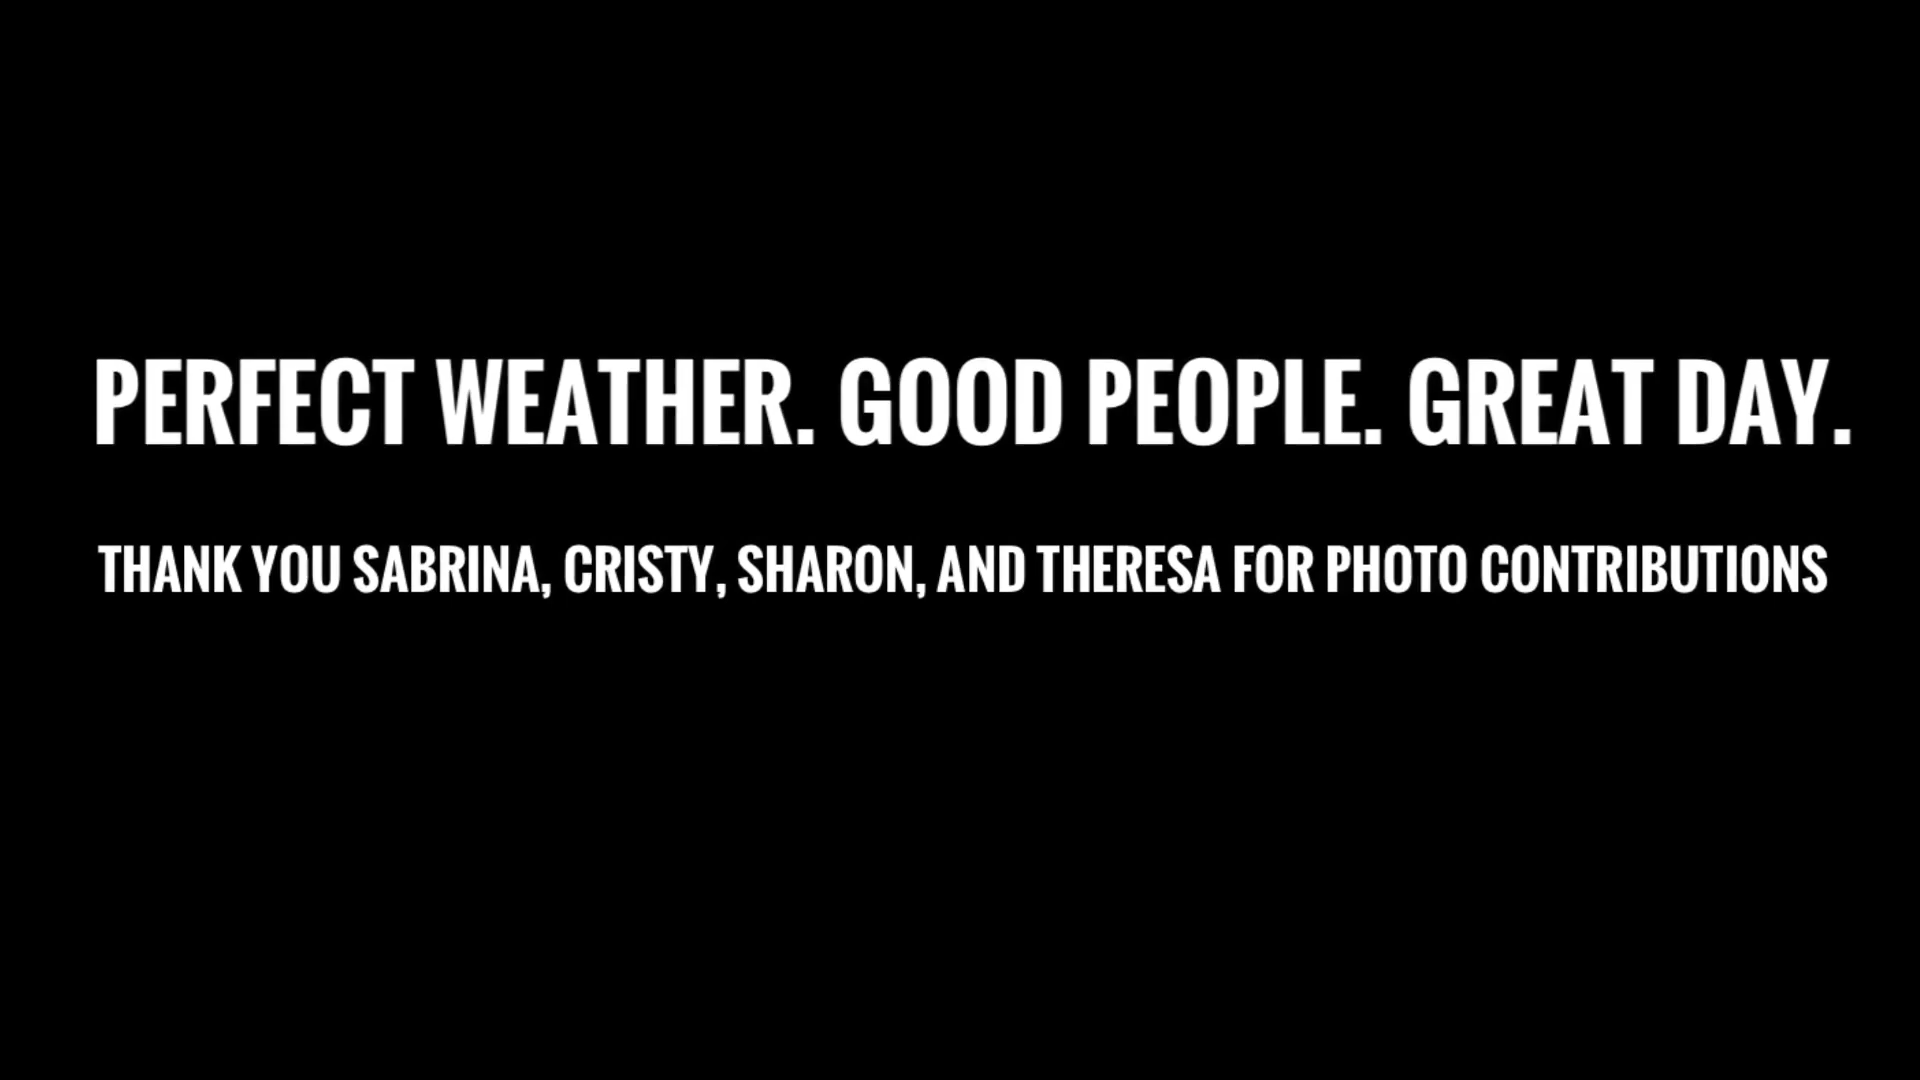 PERFECT WEATHER. GOOD PEOPLE. GREAT DAY.
THANK YOU SABRINA, CRISTY, SHARON, AND THERESA FOR PHOTO CONTRIBUTIONS